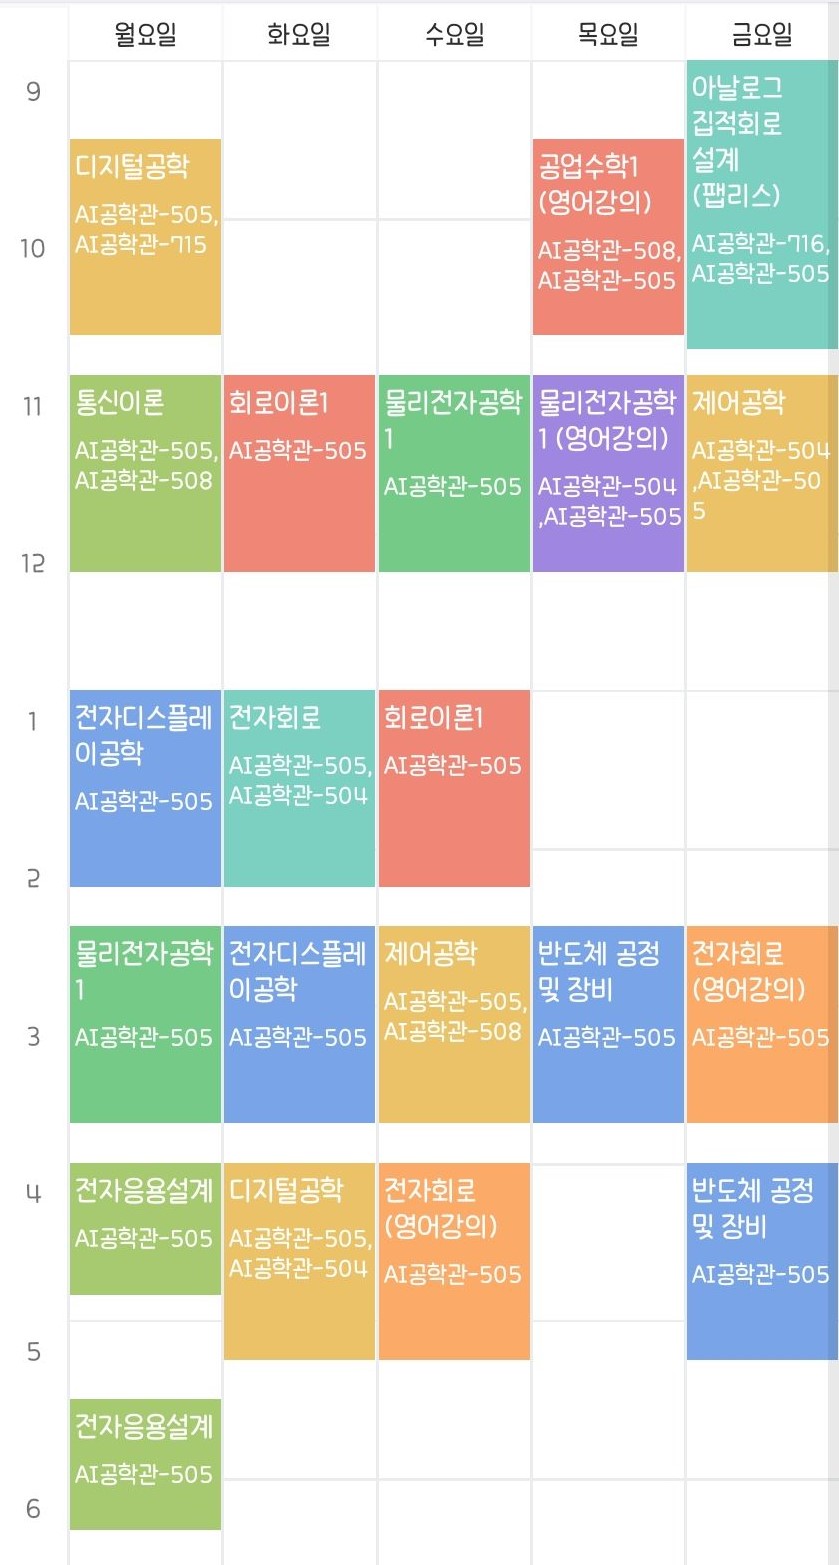 월요일 화요일 수요일 목요일 금요일
9
아날로그
집적회로
설계
(팹리스)
AI공학관-716,
AI공학관-505
디지털공학
AI공학관-505,
AI공학관-715
공업수학1
(영어강의)
AI공학관-508,
AI공학관-505
10
11
통신이론
AI공학관-505,
AI공학관-508
회로이론1
AI공학관-505
물리전자공학
1
AI공학관-505
물리전자공학
1 (영어강의)
AI공학관-504
,AI공학관-505
제어공학
AI공학관-504
,AI공학관-50
5
12
1
전자디스플레
이공학
AI공학관-505
전자회로
AI공학관-505,
AI공학관-504
회로이론1
AI공학관-505
2
물리전자공학
1
AI공학관-505
전자디스플레
이공학
AI공학관-505
제어공학
AI공학관-505,
AI공학관-508
반도체 공정
및 장비
AI공학관-505
전자회로
(영어강의)
AI공학관-505
3
4
전자응용설계
AI공학관-505
디지털공학
AI공학관-505,
AI공학관-504
전자회로
(영어강의)
AI공학관-505
반도체 공정
및 장비
AI공학관-505
5
전자응용설계
AI공학관-505
6